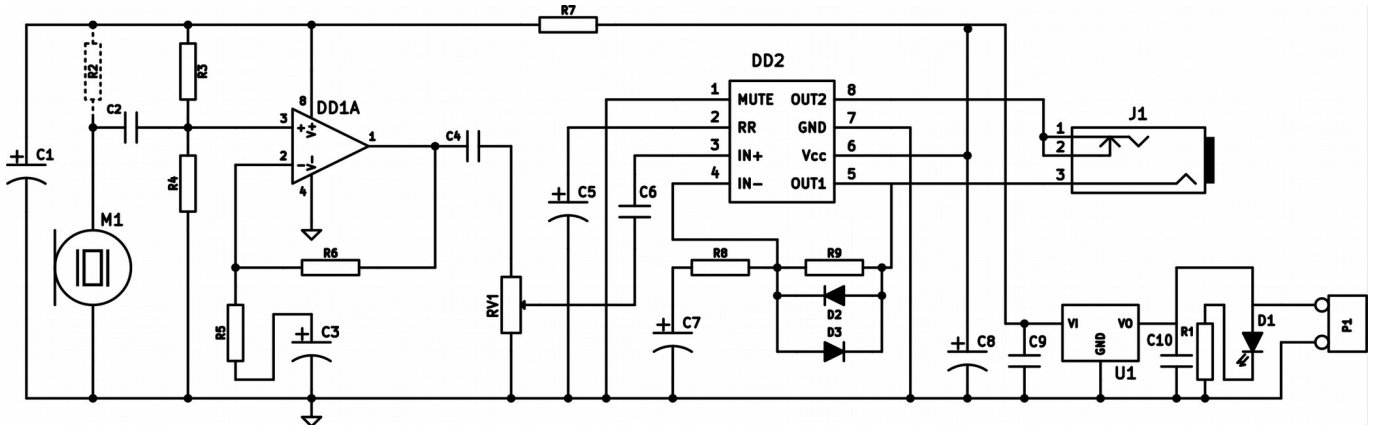 R7
R2
R3
C2
DD1A
8
3
+
V+
2
-
V-
1
4
C4
C1
+
R4
M1
R6
R5
+
C3
RV1
DD2
1 MUTE OUT2 8
2 RR GND 7
3 IN+ Vcc 6
4 IN- OUT1 5
+
C5
C6
R8
R9
D2
D3
+
C7
J1
1
2
3
+
C8
C9
VI VO
GND
U1
C10
R1
D1
P1